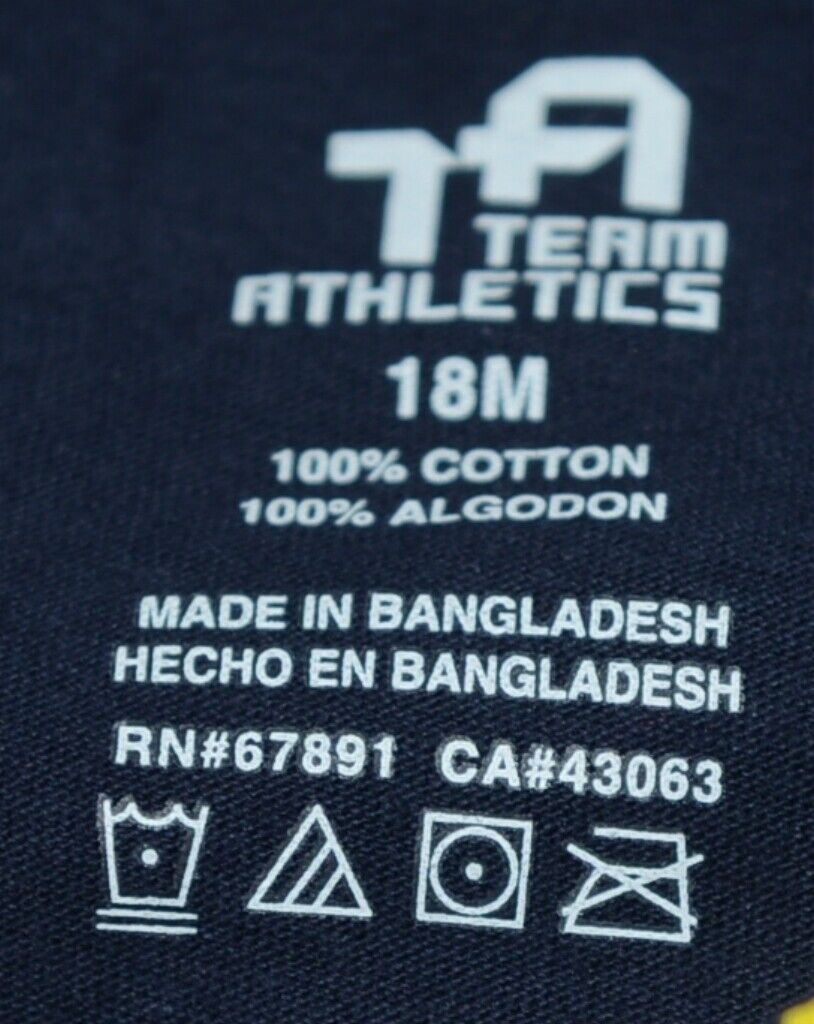 TA
TEAM
ATHLETICS
18M
100% COTTON
100% ALGODON
MADE IN BANGLADESH
HECHO EN BANGLADESH
RN#67891 CA#43063